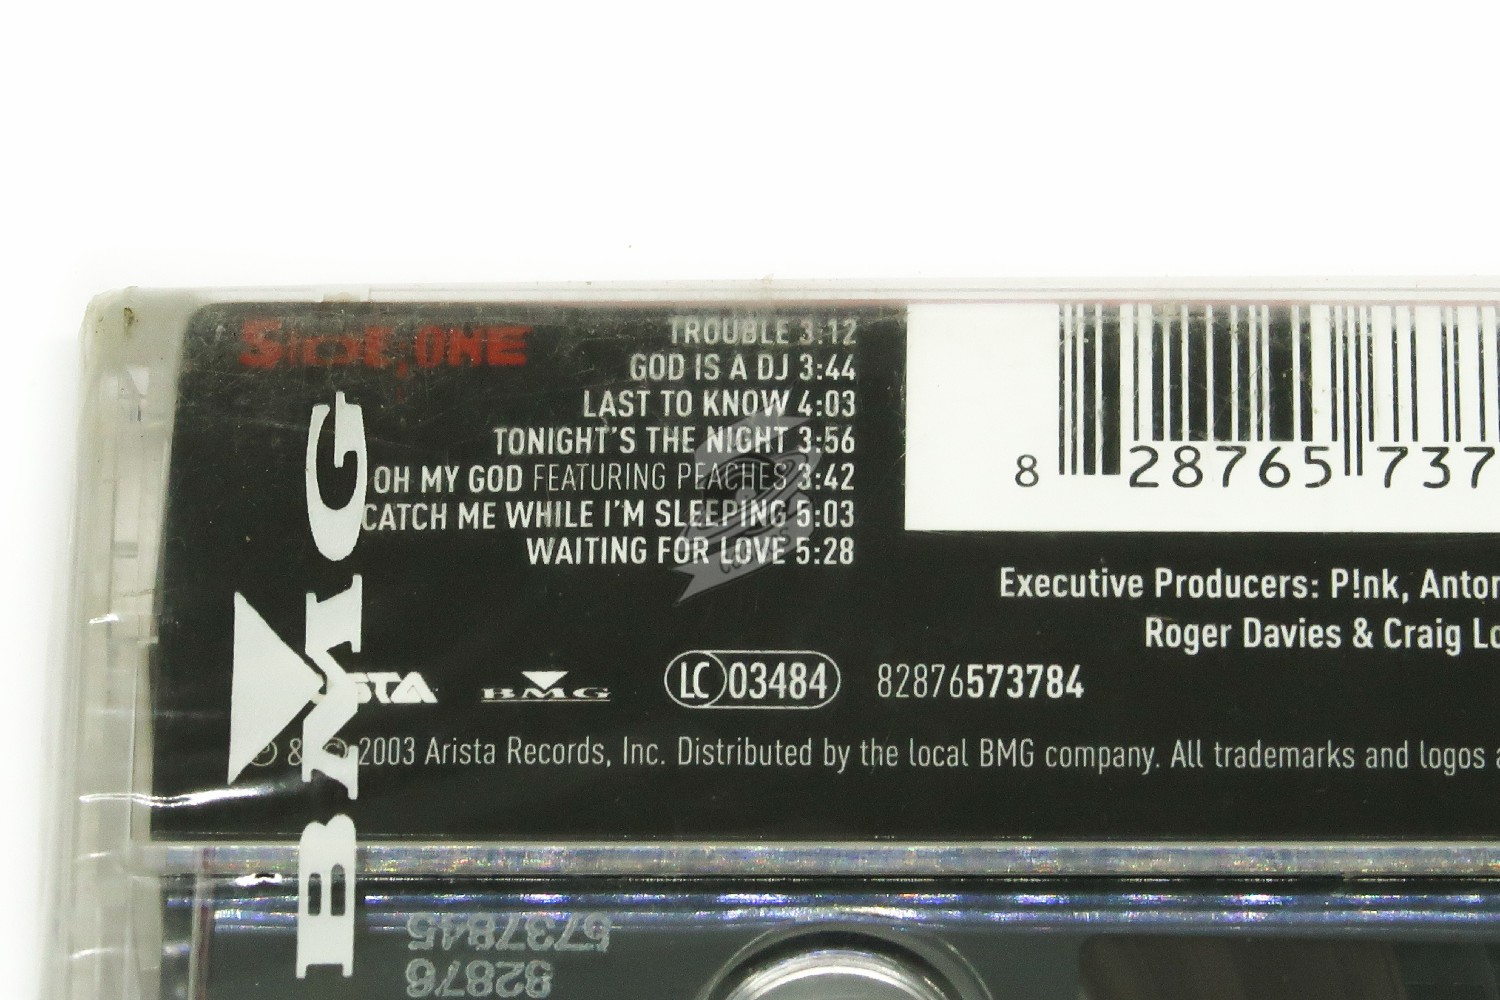 SIDE ONE
TROUBLE 3:12
GOD IS A DJ 3:44
LAST TO KNOW 4:03
TONIGHT'S THE NIGHT 3:56
OH MY GOD FEATURING PEACHES 3:42
CATCH ME WHILE I'M SLEEPING 5:03
WAITING FOR LOVE 5:28
8 28765 737
Executive Producers: P!nk,
Roger Davies & Craig
BMG
BMG
LC 03484
82876573784
℗ & © 2003 Arista Records, Inc. Distributed by the local BMG company. All trademarks and logos
5737845
82876